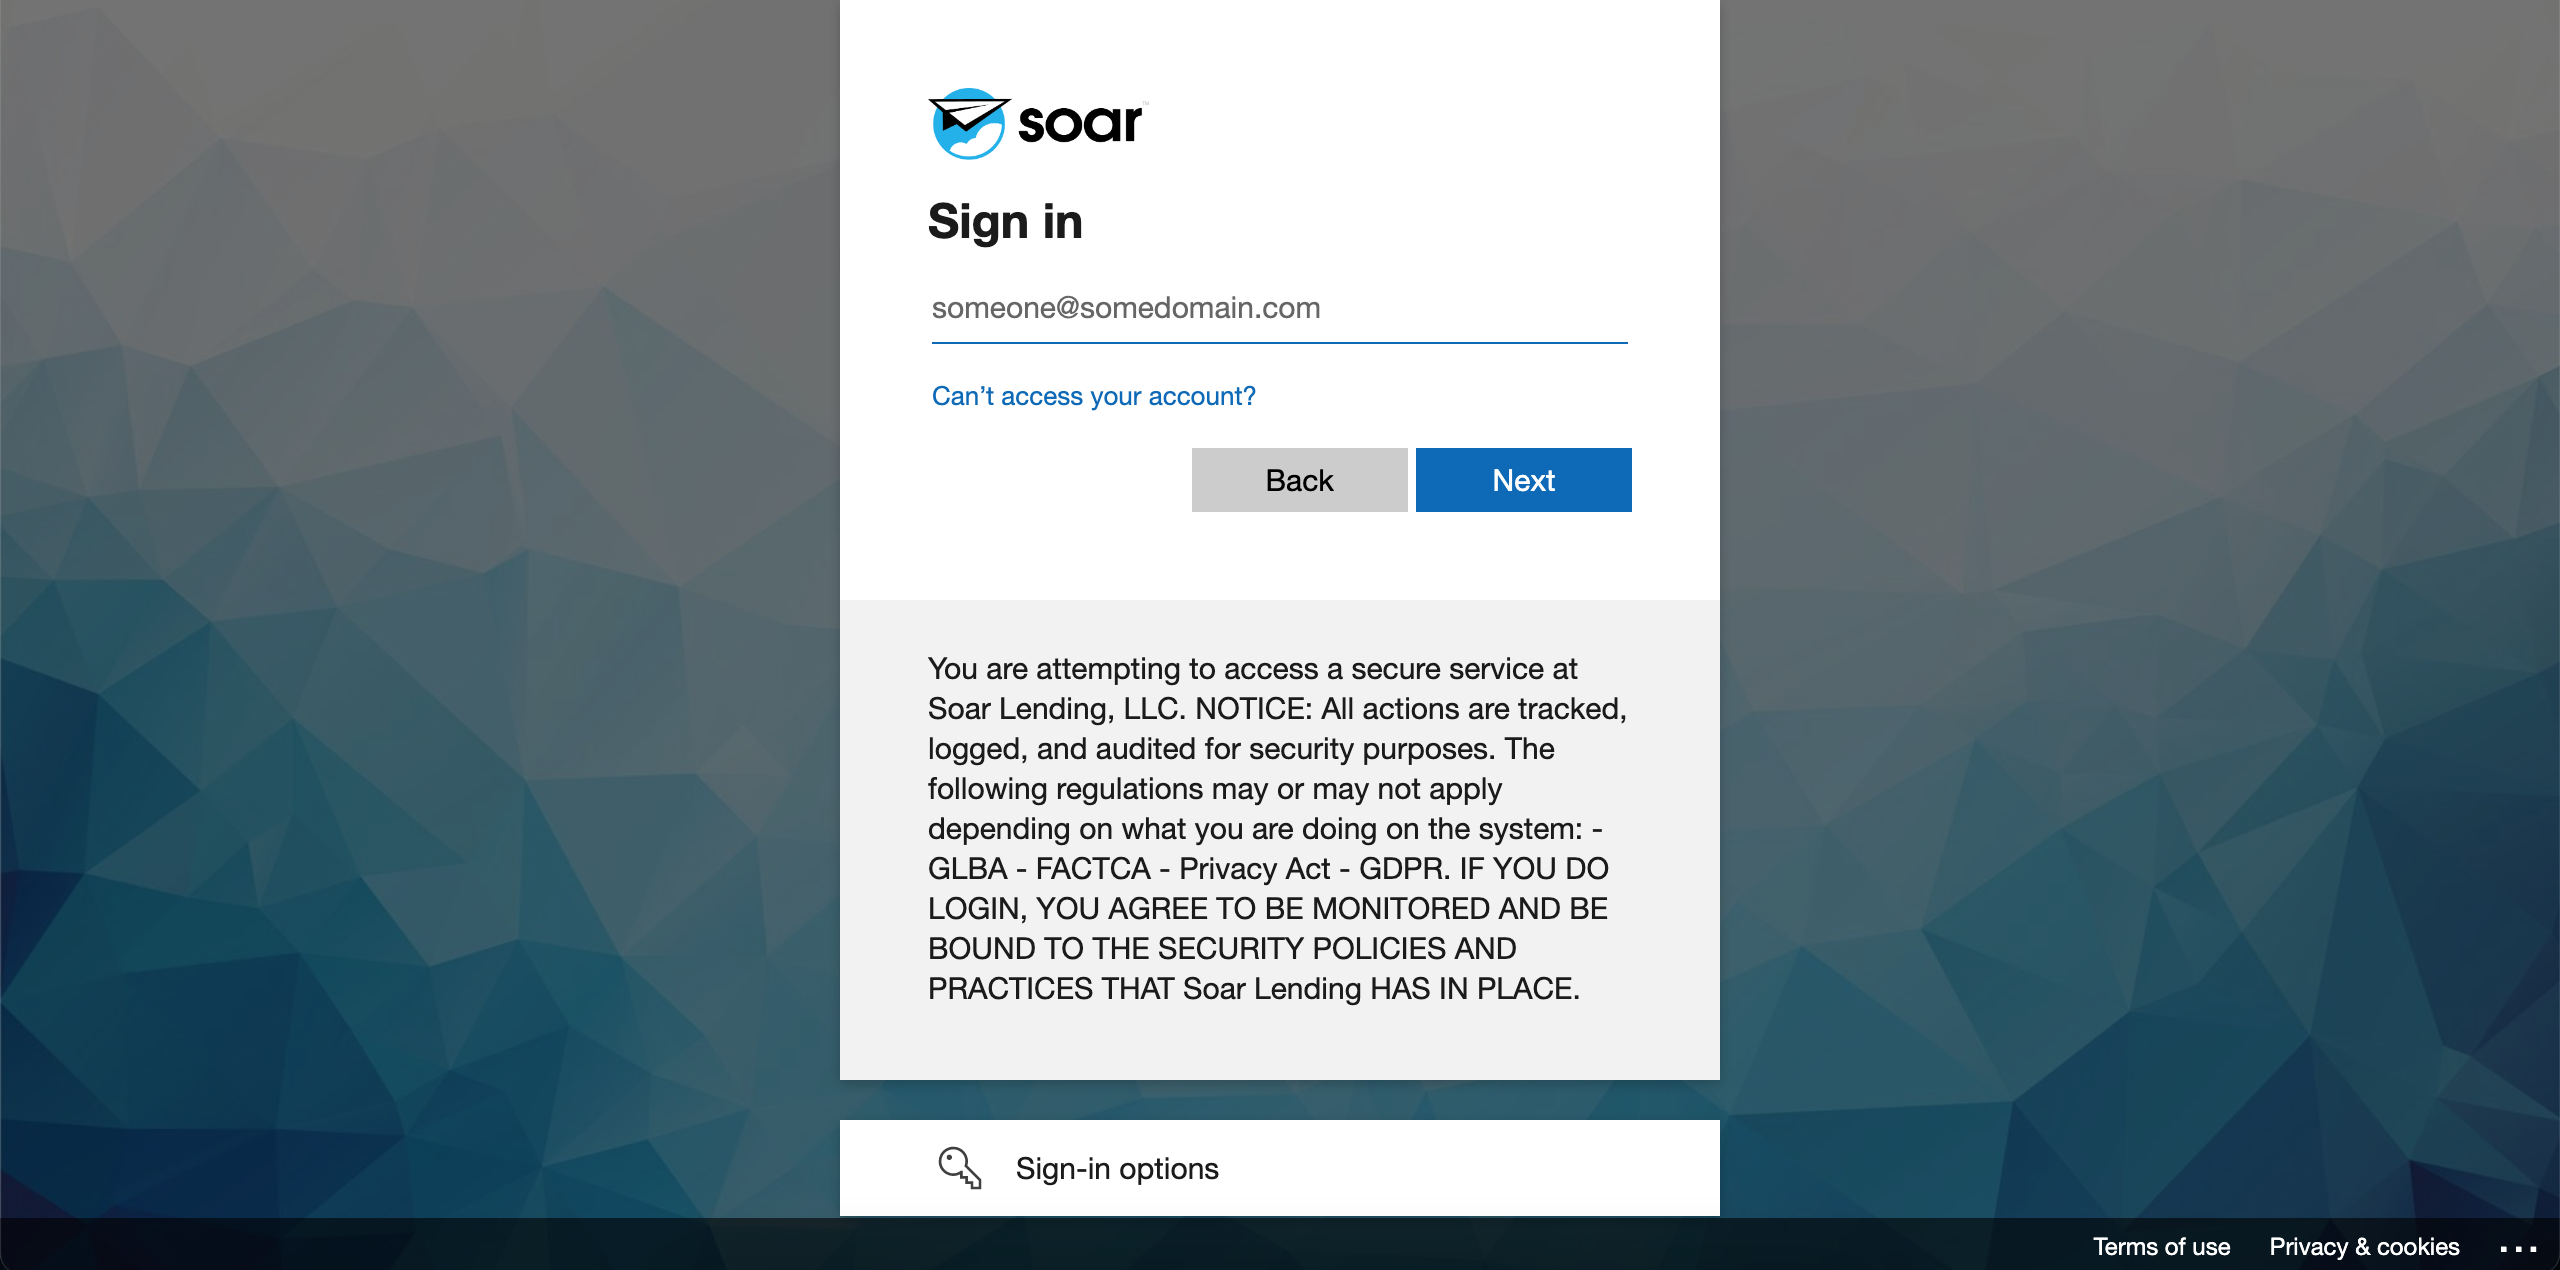 soar™
Sign in
someone@somedomain.com
Can’t access your account?
Back
Next
You are attempting to access a secure service at
Soar Lending, LLC. NOTICE: All actions are tracked,
logged, and audited for security purposes. The
following regulations may or may not apply
depending on what you are doing on the system: -
GLBA - FACTCA - Privacy Act - GDPR. IF YOU DO
LOGIN, YOU AGREE TO BE MONITORED AND BE
BOUND TO THE SECURITY POLICIES AND
PRACTICES THAT Soar Lending HAS IN PLACE.
Sign-in options
Terms of use
Privacy & cookies